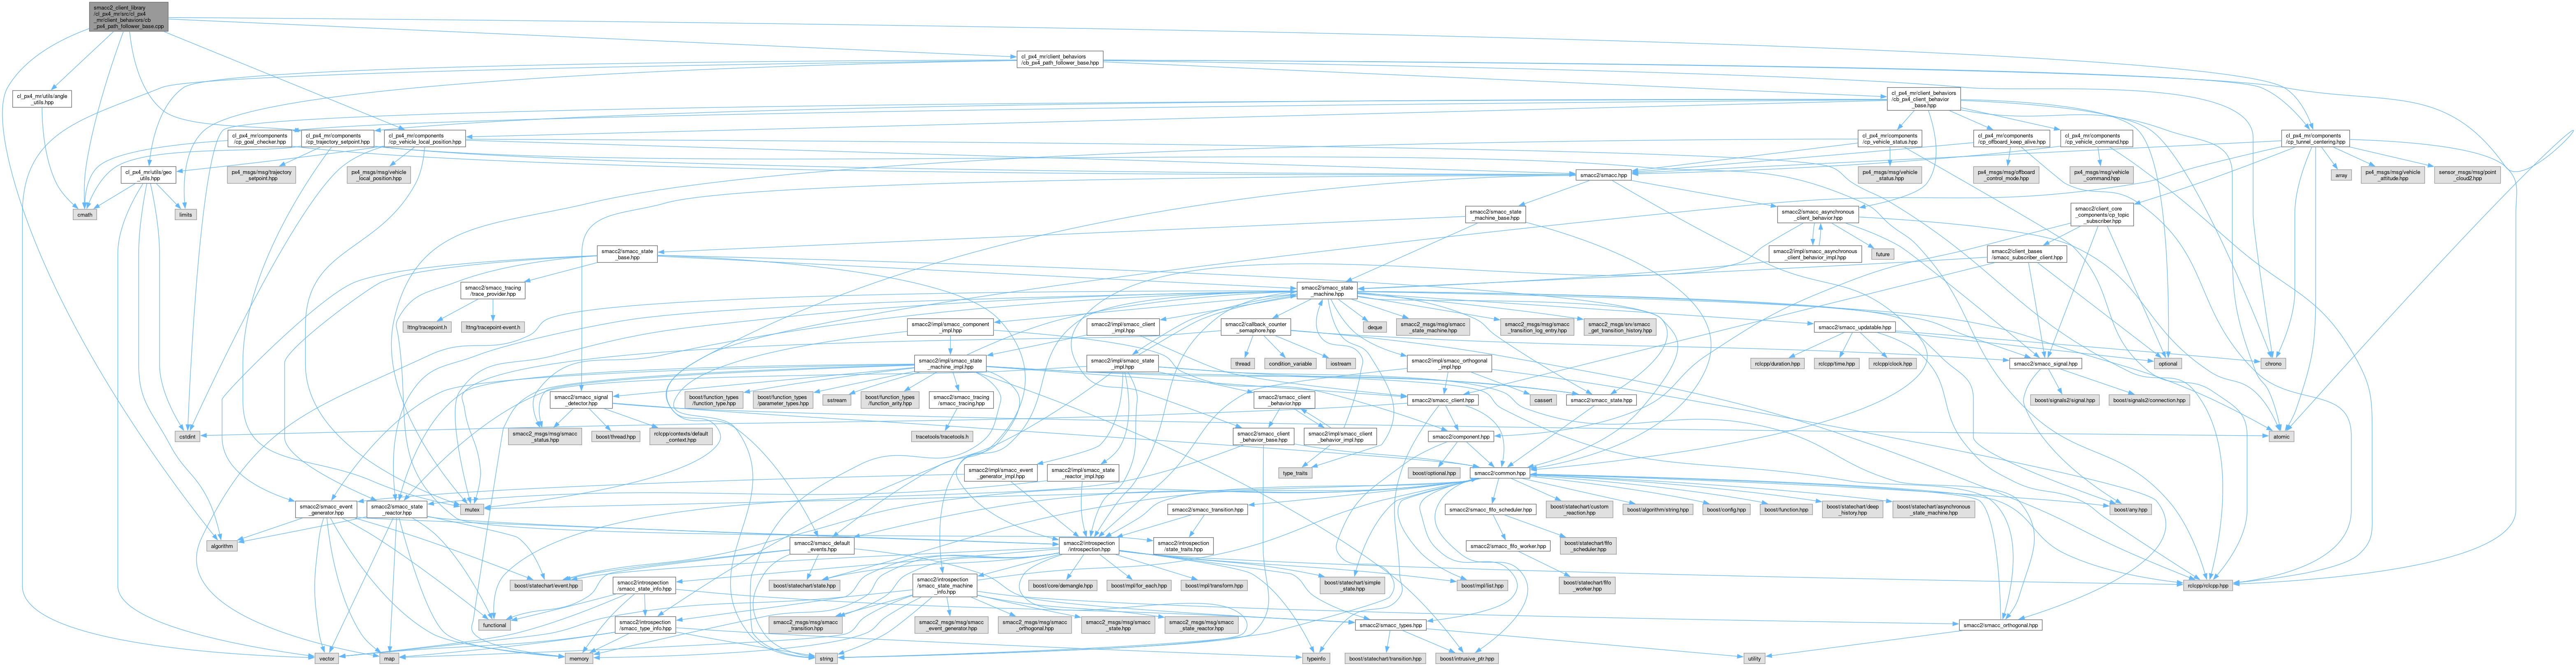 smacc2_client_library
/cl_px4_mr/src/cl_px4
_mr/client_behaviors/cb
_px4_path_follower_base.cpp
cl_px4_mr/client_behaviors
/cb_px4_path_follower_base.hpp
cl_px4_mr/utils/angle
_utils.hpp
cl_px4_mr/client_behaviors
/cb_px4_client_behavior
_base.hpp
cl_px4_mr/components
/cp_goal_checker.hpp
cl_px4_mr/components
/cp_trajectory_setpoint.hpp
cl_px4_mr/components
/cp_vehicle_local_position.hpp
cl_px4_mr/components
/cp_vehicle_status.hpp
cl_px4_mr/components
/cp_offboard_keep_alive.hpp
cl_px4_mr/components
/cp_vehicle_command.hpp
cl_px4_mr/components
/cp_tunnel_centering.hpp
cl_px4_mr/utils/geo
_utils.hpp
px4_msgs/msg/trajectory
_setpoint.hpp
px4_msgs/msg/vehicle
_local_position.hpp
smacc2/smacc.hpp
px4_msgs/msg/vehicle
_status.hpp
px4_msgs/msg/offboard
_control_mode.hpp
px4_msgs/msg/vehicle
_command.hpp
array
px4_msgs/msg/vehicle
_attitude.hpp
sensor_msgs/msg/point
_cloud2.hpp
cmath
limits
smacc2/smacc_state
_machine_base.hpp
smacc2/smacc_asynchronous
_client_behavior.hpp
smacc2/client_core
_components/cp_topic
_subscriber.hpp
smacc2/smacc_state
_base.hpp
smacc2/impl/smacc_asynchronous
_client_behavior_impl.hpp
future
smacc2/client_bases
/smacc_subscriber_client.hpp
smacc2/smacc_tracing
/trace_provider.hpp
smacc2/smacc_state
_machine.hpp
lttng/tracepoint.h
lttng/tracepoint-event.h
smacc2/impl/smacc_component
_impl.hpp
smacc2/impl/smacc_client
_impl.hpp
smacc2/callback_counter
_semaphore.hpp
deque
smacc2_msgs/msg/smacc
_state_machine.hpp
smacc2_msgs/msg/smacc
_transition_log_entry.hpp
smacc2_msgs/srv/smacc
_get_transition_history.hpp
smacc2/smacc_updatable.hpp
smacc2/impl/smacc_state
_machine_impl.hpp
smacc2/impl/smacc_state
_impl.hpp
thread
condition_variable
iostream
smacc2/impl/smacc_orthogonal
_impl.hpp
rclcpp/duration.hpp
rclcpp/time.hpp
rclcpp/clock.hpp
smacc2/smacc_signal.hpp
optional
chrono
smacc2/smacc_signal
_detector.hpp
boost/function_types
/function_type.hpp
boost/function_types
/parameter_types.hpp
sstream
boost/function_types
/function_arity.hpp
smacc2/smacc_tracing
/smacc_tracing.hpp
smacc2/smacc_client
_behavior.hpp
smacc2/smacc_client.hpp
cassert
smacc2/smacc_state.hpp
boost/signals2/signal.hpp
boost/signals2/connection.hpp
cstdint
smacc2_msgs/msg/smacc
_status.hpp
boost/thread.hpp
rclcpp/contexts/default
_context.hpp
tracetools/tracetools.h
smacc2/smacc_client
_behavior_base.hpp
smacc2/impl/smacc_client
_behavior_impl.hpp
smacc2/component.hpp
atomic
smacc2/impl/smacc_event
_generator_impl.hpp
smacc2/impl/smacc_state
_reactor_impl.hpp
type_traits
boost/optional.hpp
smacc2/common.hpp
smacc2/smacc_event
_generator.hpp
smacc2/smacc_state
_reactor.hpp
mutex
smacc2/smacc_transition.hpp
smacc2/smacc_fifo_scheduler.hpp
boost/statechart/custom
_reaction.hpp
boost/algorithm/string.hpp
boost/config.hpp
boost/function.hpp
boost/statechart/deep
_history.hpp
boost/statechart/asynchronous
_state_machine.hpp
boost/any.hpp
algorithm
smacc2/smacc_default
_events.hpp
smacc2/introspection
/introspection.hpp
smacc2/introspection
/state_traits.hpp
smacc2/smacc_fifo_worker.hpp
boost/statechart/fifo
_scheduler.hpp
boost/statechart/event.hpp
smacc2/introspection
/smacc_state_info.hpp
boost/statechart/state.hpp
smacc2/introspection
/smacc_state_machine
_info.hpp
boost/core/demangle.hpp
boost/mpl/for_each.hpp
boost/mpl/transform.hpp
boost/statechart/simple
_state.hpp
boost/mpl/list.hpp
boost/statechart/fifo
_worker.hpp
rclcpp/rclcpp.hpp
functional
smacc2/introspection
/smacc_type_info.hpp
smacc2_msgs/msg/smacc
_transition.hpp
smacc2_msgs/msg/smacc
_event_generator.hpp
smacc2_msgs/msg/smacc
_orthogonal.hpp
smacc2_msgs/msg/smacc
_state.hpp
smacc2_msgs/msg/smacc
_state_reactor.hpp
smacc2/smacc_types.hpp
smacc2/smacc_orthogonal.hpp
vector
map
memory
string
typeinfo
boost/statechart/transition.hpp
boost/intrusive_ptr.hpp
utility